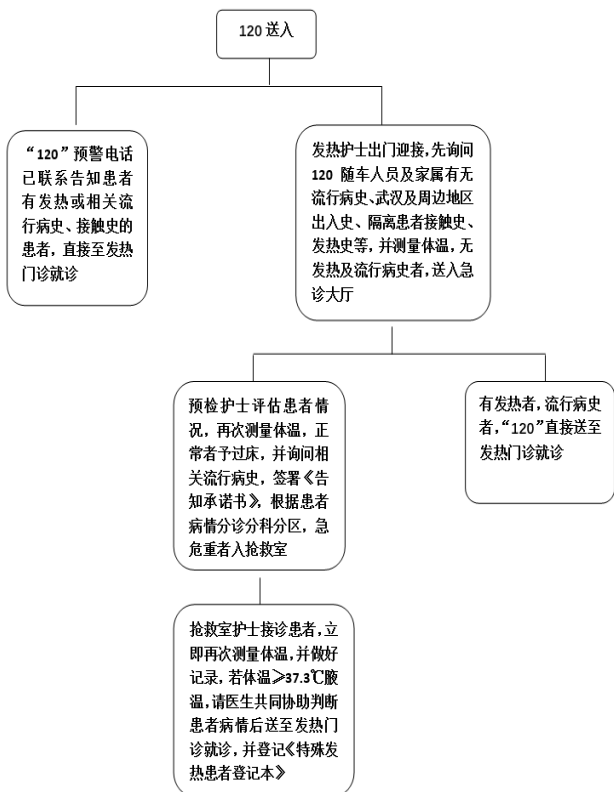 120 送入
“120”预警电话
已联系告知患者
有发热或相关流
行病史、接触史的
患者，直接至发热
门诊就诊
发热护士出门迎接，先询问
120 随车人员及家属有无
流行病史、武汉及周边地区
出入史、隔离患者接触史、
发热史等，并测量体温，无
发热及流行病史者，送入急
诊大厅
预检护士评估患者情
况，再次测量体温，正
常者予过床，并询问相
关流行病史，签署《告
知承诺书》，根据患者
病情分诊分科分区，急
危重者入抢救室
有发热者，流行病史
者，“120”直接送至
发热门诊就诊
抢救室护士接诊患者，立
即再次测量体温，并做好
记录，若体温≥37.3℃腋
温，请医生共同协助判断
患者病情后送至发热门
诊就诊，并登记《特殊发
热患者登记本》